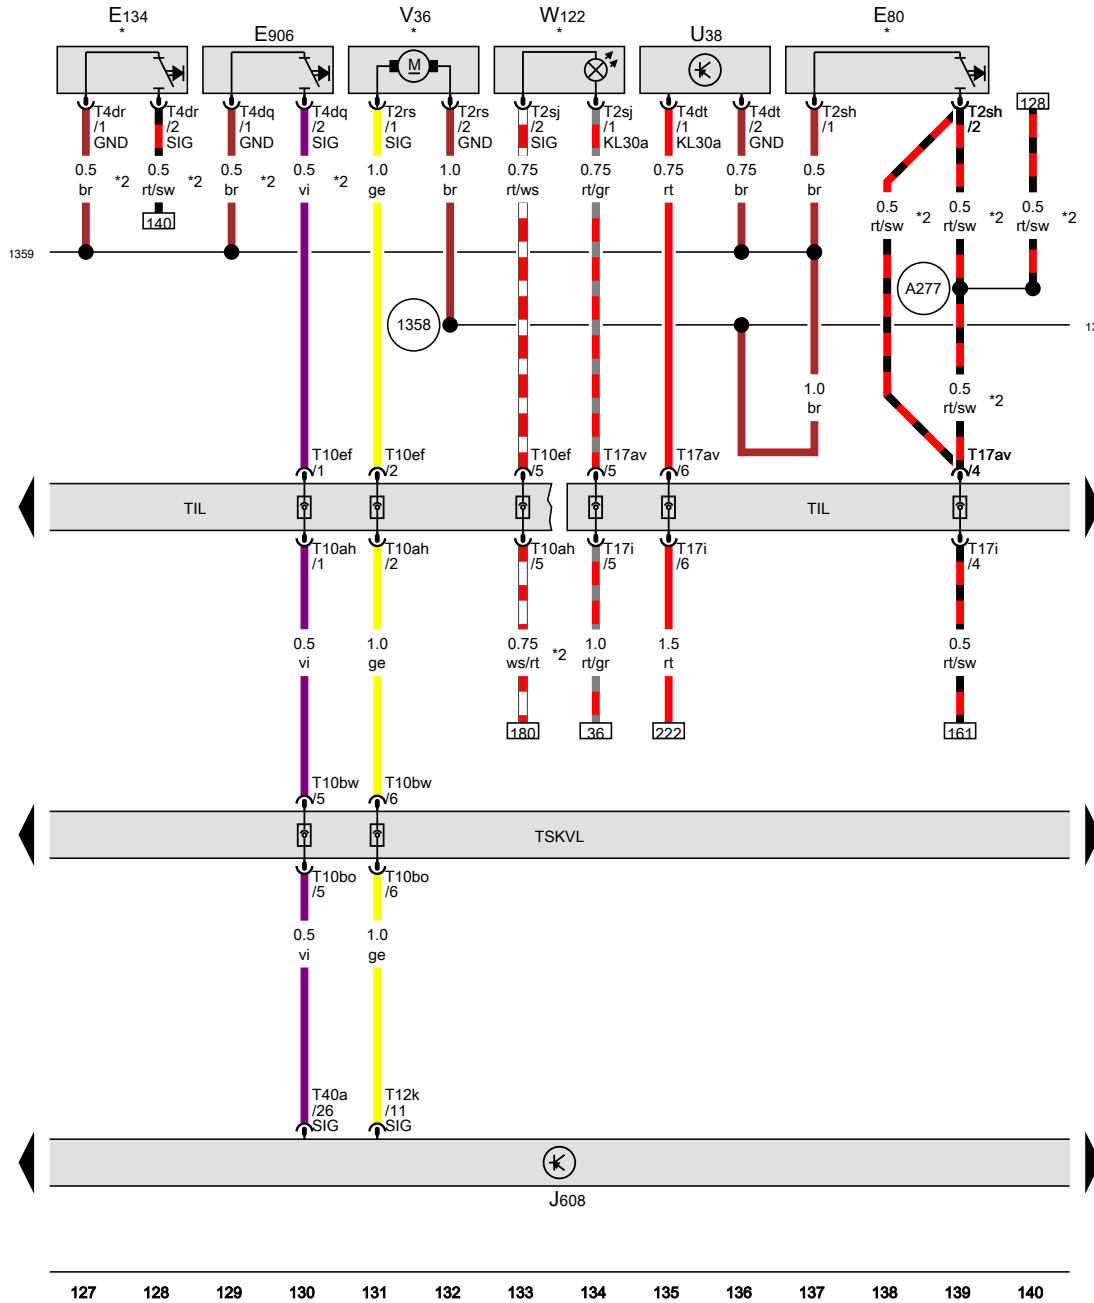 E134
*
E906
V36
*
W122
*
U38
E80
*
T4dr
/1
GND
T4dr
/2
SIG
T4dq
/1
GND
T4dq
/2
SIG
T2rs
/1
SIG
T2rs
/2
GND
T2sj
/2
SIG
T2sj
/1
KL30a
T4dt
/1
KL30a
T4dt
/2
GND
T2sh
/1
T2sh
/2
128
M
0.5
br
*2
0.5
rt/sw
*2
0.5
br
*2
0.5
vi
*2
1.0
ge
1.0
br
0.75
rt/ws
0.75
rt/gr
0.75
rt
0.75
br
0.5
br
0.5
rt/sw
*2
0.5
rt/sw
*2
0.5
rt/sw
*2
140
1359
A277
1358
1.0
br
0.5
rt/sw
*2
T10ef
/1
T10ef
/2
T10ef
/5
T17av
/5
T17av
/6
T17av
/4
TIL
TIL
T10ah
/1
T10ah
/2
T10ah
/5
T17i
/5
T17i
/6
T17i
/4
0.5
vi
1.0
ge
0.75
ws/rt
*2
1.0
rt/gr
1.5
rt
0.5
rt/sw
180
36
222
161
T10bw
/5
T10bw
/6
TSKVL
T10bo
/5
T10bo
/6
0.5
vi
1.0
ge
T40a
/26
SIG
T12k
/11
SIG
J608
127 128 129 130 131 132 133 134 135 136 137 138 139 140